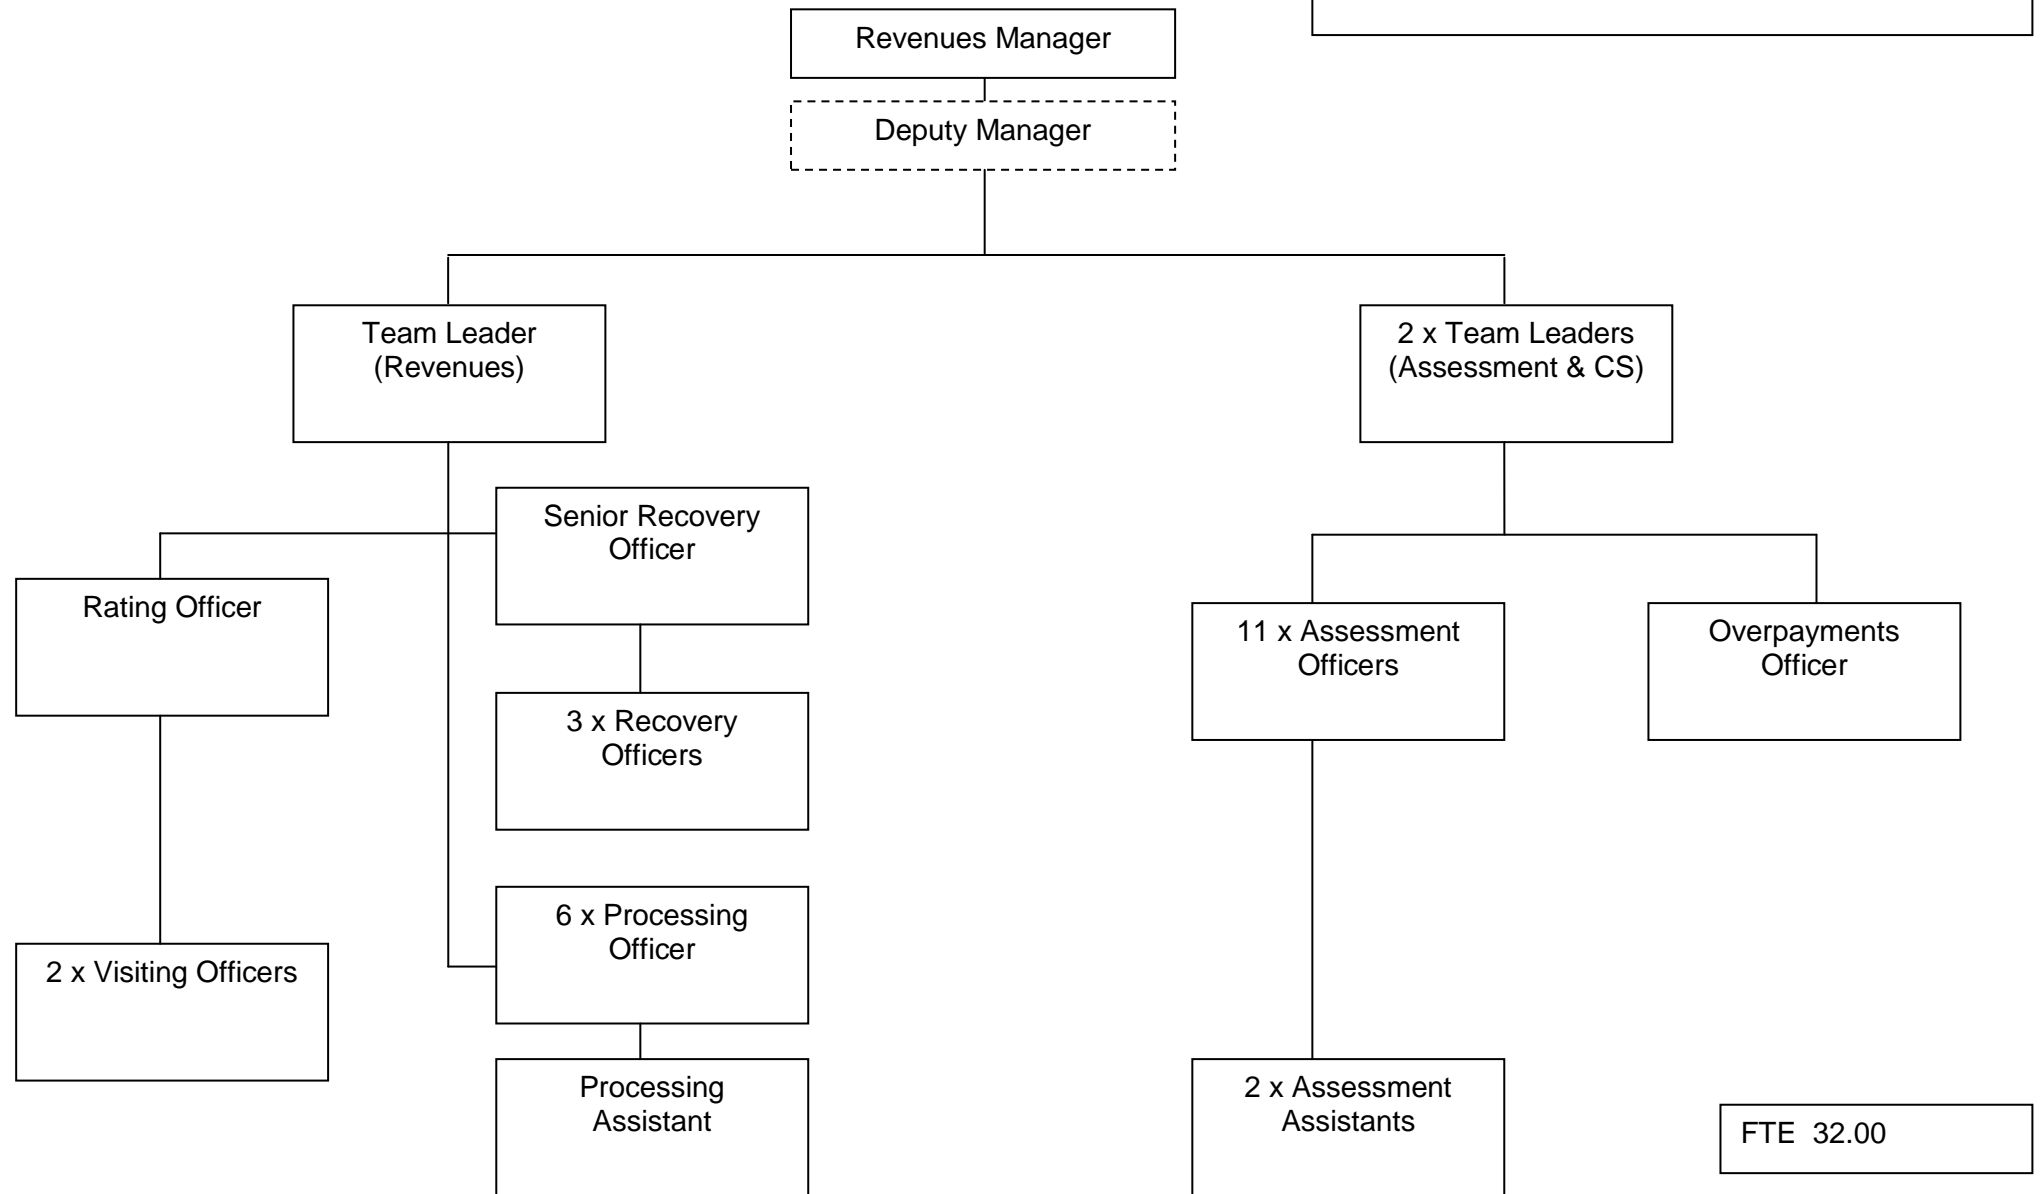 Revenues Manager
Deputy Manager
Team Leader
(Revenues)
2 x Team Leaders
(Assessment & CS)
Senior Recovery
Officer
Rating Officer
11 x Assessment
Officers
Overpayments
Officer
3 x Recovery
Officers
6 x Processing
Officer
2 x Visiting Officers
Processing
Assistant
2 x Assessment
Assistants
FTE  32.00